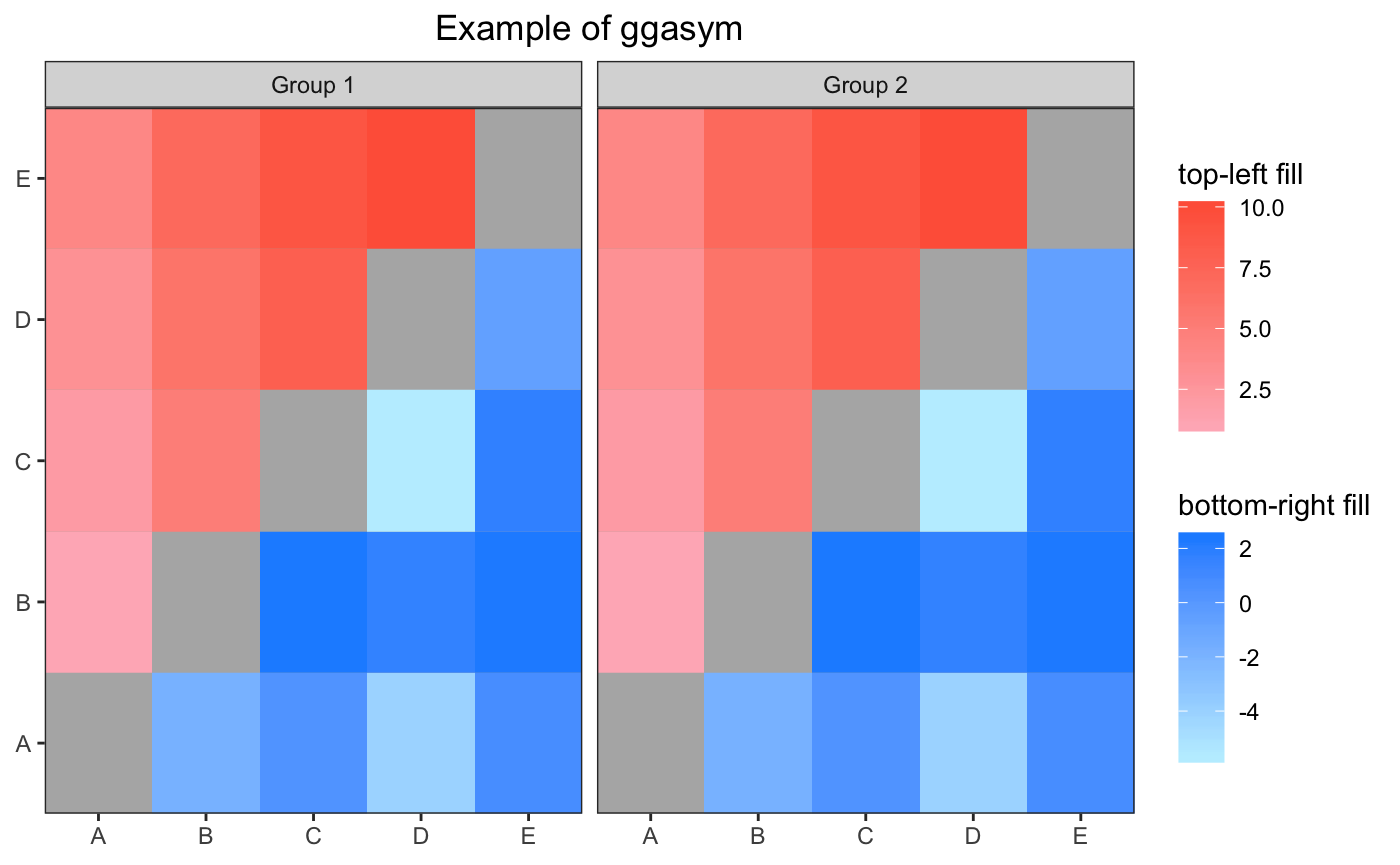 Example of ggasym
Group 1
Group 2
E
D
C
B
A
A B C D E
A B C D E
top-left fill
10.0
7.5
5.0
2.5
bottom-right fill
2
0
-2
-4